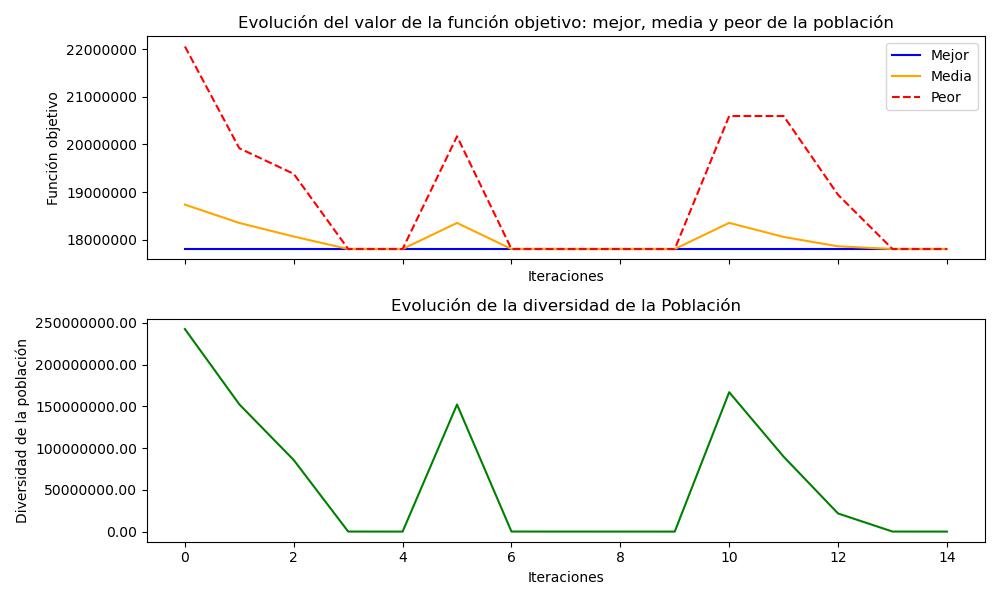 Evolución del valor de la función objetivo: mejor, media y peor de la población
22000000
21000000
20000000
19000000
18000000
Función objetivo
Mejor
Media
Peor
Iteraciones
Evolución de la diversidad de la Población
250000000.00
200000000.00
150000000.00
100000000.00
50000000.00
0.00
Diversidad de la población
0 2 4 6 8 10 12 14
Iteraciones